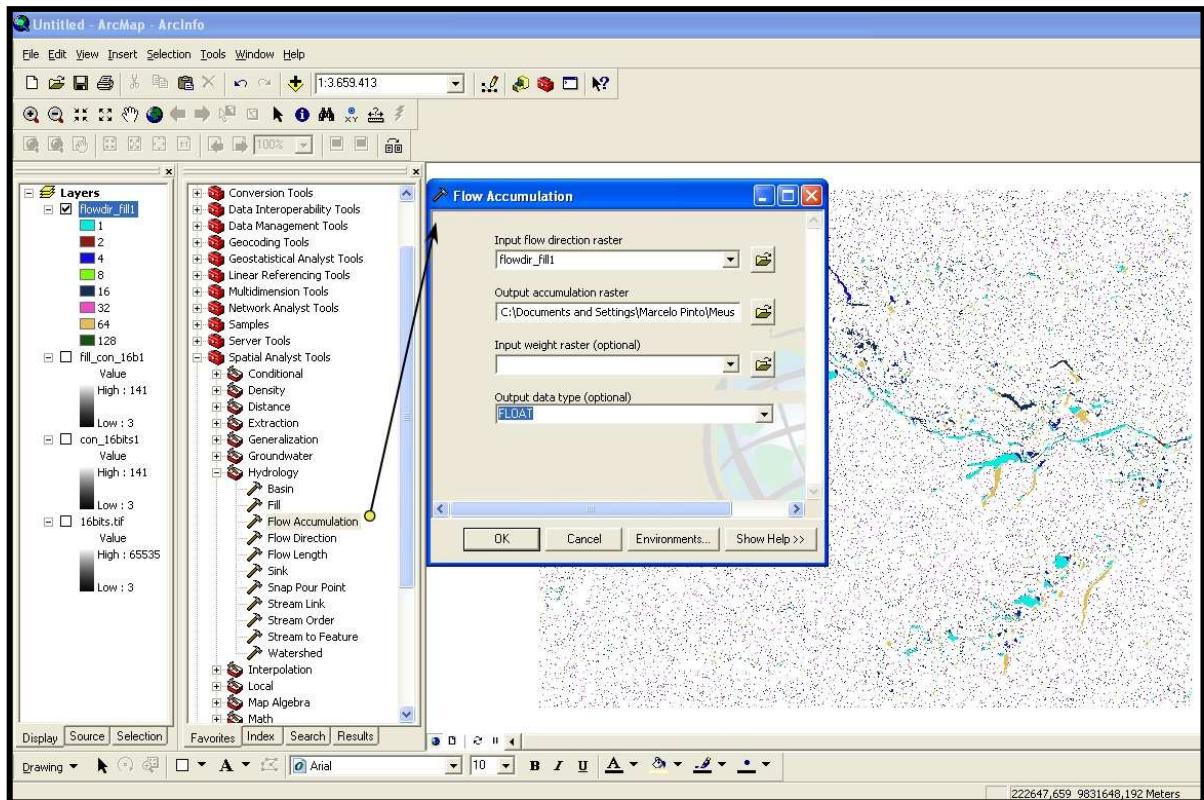 Untitled - ArcMap - ArcInfo
File Edit View Insert Selection Tools Window Help
1:3.659.413
100%
Layers
flowdir_fill1
1
2
4
8
16
32
64
128
fill_con_16b1
Value
High : 141
Low : 3
con_16bits1
Value
High : 141
Low : 3
16bits.tif
Value
High : 65535
Low : 3
Display Source Selection
Conversion Tools
Data Interoperability Tools
Data Management Tools
Geocoding Tools
Geostatistical Analyst Tools
Linear Referencing Tools
Multidimension Tools
Network Analyst Tools
Samples
Server Tools
Spatial Analyst Tools
Conditional
Density
Distance
Extraction
Generalization
Groundwater
Hydrology
Basin
Fill
Flow Accumulation
Flow Direction
Flow Length
Sink
Snap Pour Point
Stream Link
Stream Order
Stream to Feature
Watershed
Interpolation
Local
Map Algebra
Math
Favorites Index Search Results
Flow Accumulation
Input flow direction raster
flowdir_fill1
Output accumulation raster
C:\Documents and Settings\Marcelo Pinto\Meus
Input weight raster (optional)
Output data type (optional)
FLOAT
OK Cancel Environments... Show Help >>
Drawing Arial 10 B I U A
222647,659 9831648,192 Meters